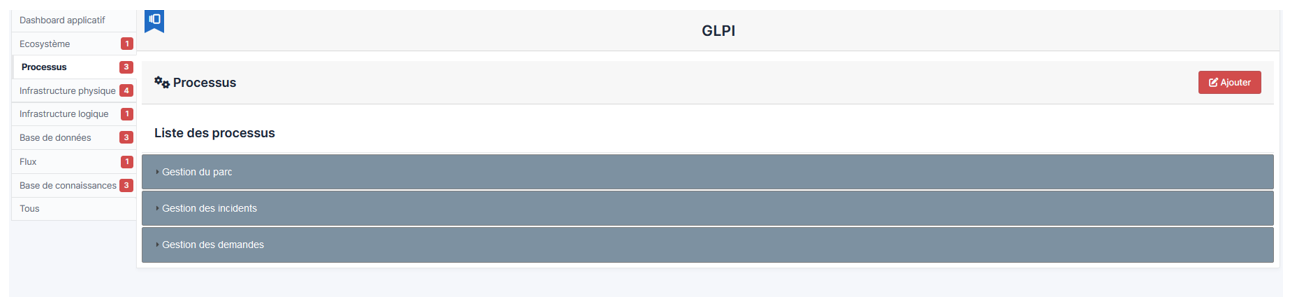 Dashboard applicatif
Ecosystème 1
Processus 3
Infrastructure physique 4
Infrastructure logique 1
Base de données 3
Flux 1
Base de connaissances 3
Tous
GLPI
Processus
Ajouter
Liste des processus
Gestion du parc
Gestion des incidents
Gestion des demandes